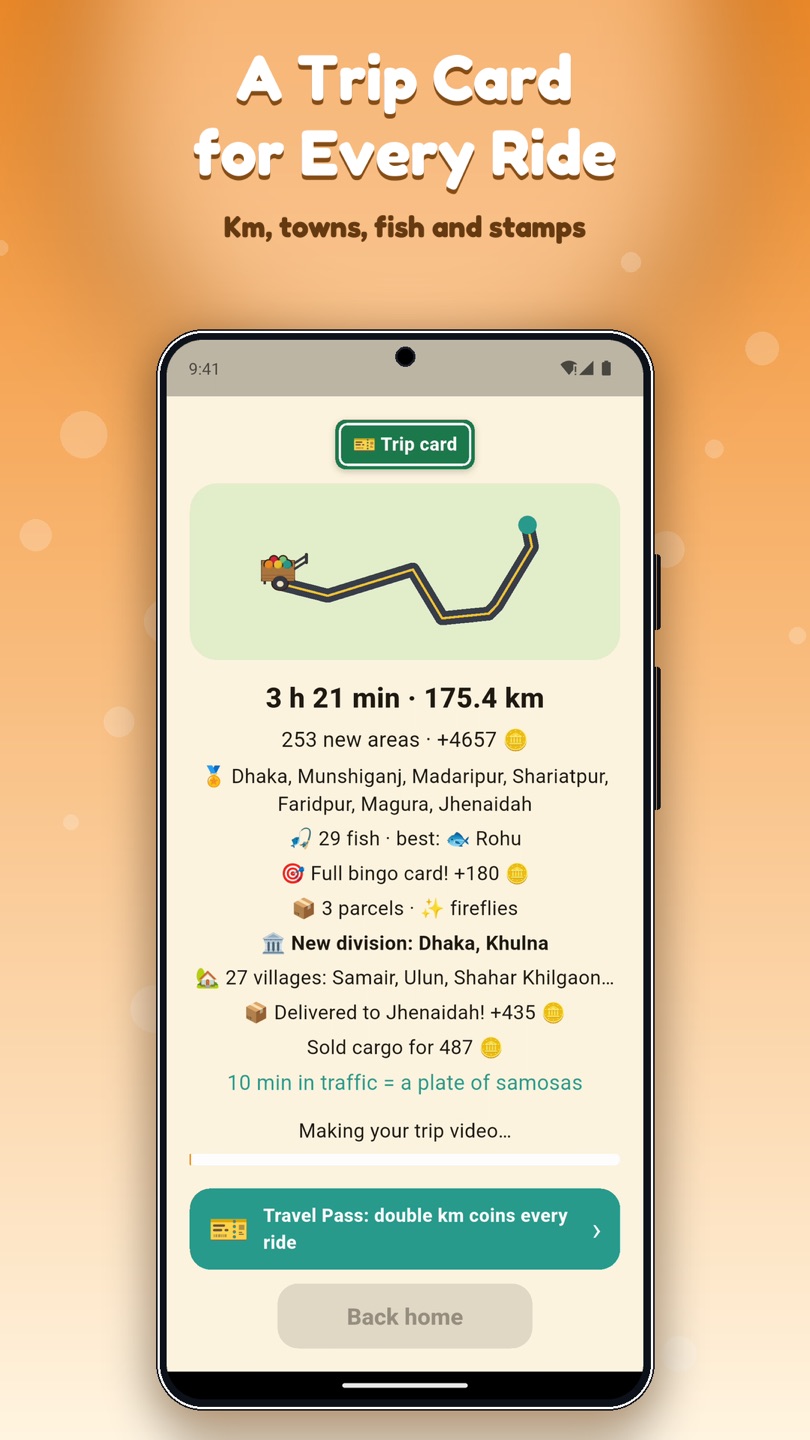 A Trip Card
for Every Ride
Km, towns, fish and stamps
9:41
🎫 Trip card
3 h 21 min · 175.4 km
253 new areas · +4657 🪙
🏅 Dhaka, Munshiganj, Madaripur, Shariatpur,
Faridpur, Magura, Jhenaidah
🎣 29 fish · best: 🐟 Rohu
🎯 Full bingo card! +180 🪙
📦 3 parcels · ✨ fireflies
🏛️ New division: Dhaka, Khulna
🏡 27 villages: Samair, Ulun, Shahar Khilgaon…
📦 Delivered to Jhenaidah! +435 🪙
Sold cargo for 487 🪙
10 min in traffic = a plate of samosas
Making your trip video…
🎫 Travel Pass: double km coins every
ride ›
Back home